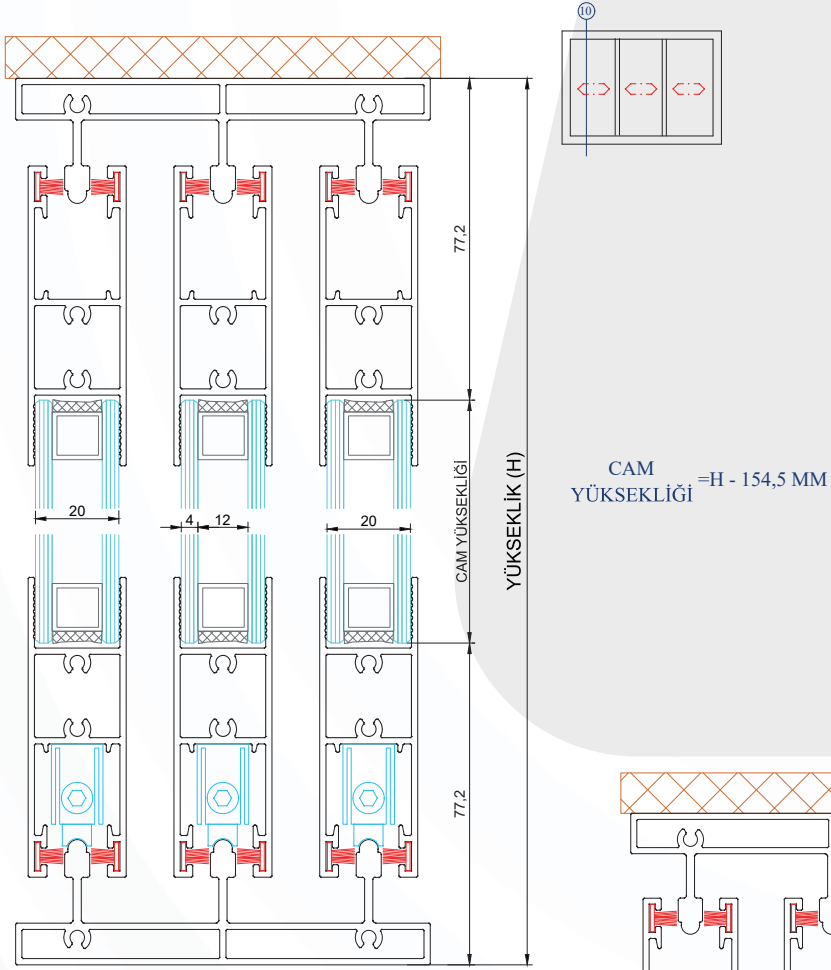 10
77,2
CAM YÜKSEKLİĞİ
YÜKSEKLİK (H)
CAM
YÜKSEKLİĞİ =H - 154,5 MM
20
4
12
20
77,2